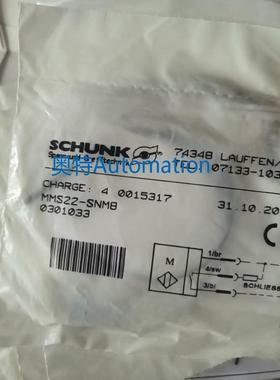 SCHUNK
74348 LAUFFEN/
奥特Automation
07133-103
CHARGE: 4 0015317
31.10.20
MMS22-SNM8
0301033
C
M
1/br
4/sw
3/bl
SCHLIESS